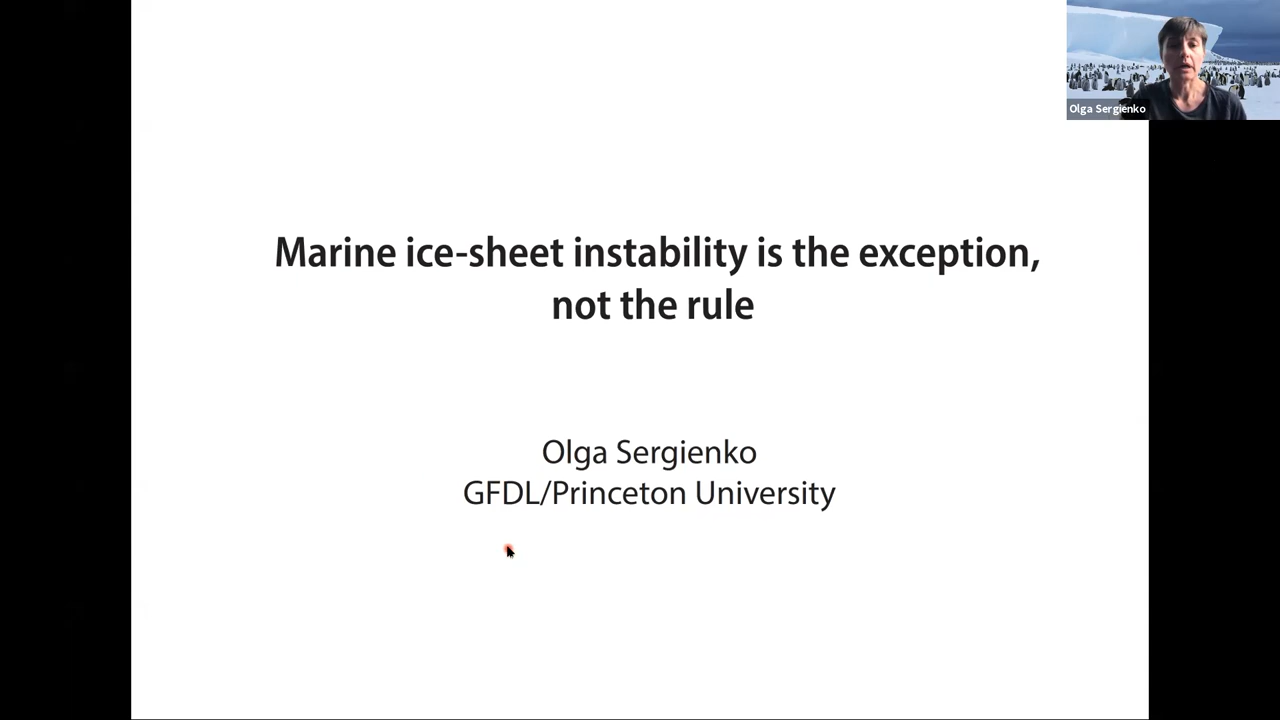 Olga Sergienko
Marine ice-sheet instability is the exception,
not the rule
Olga Sergienko
GFDL/Princeton University